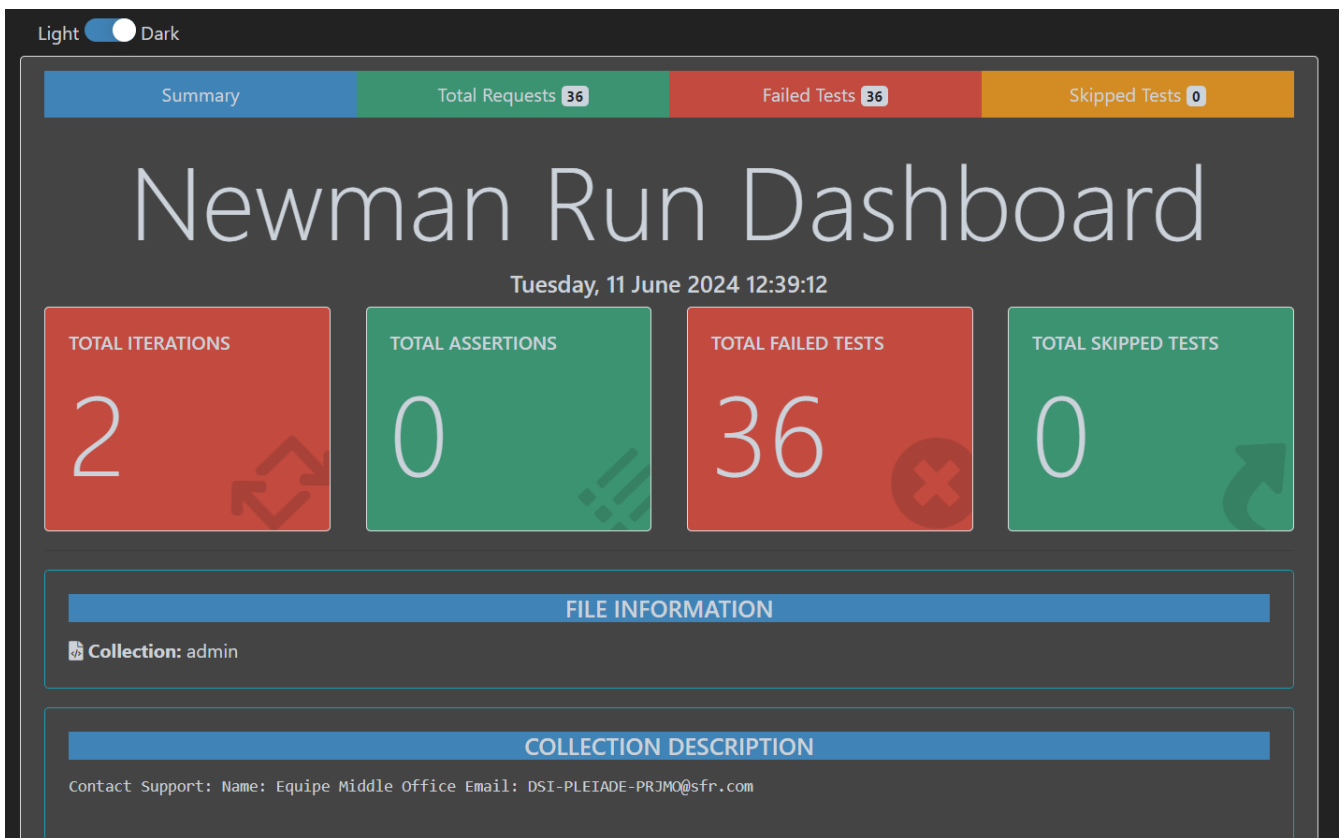 Light Dark
Summary Total Requests 36 Failed Tests 36 Skipped Tests 0
Newman Run Dashboard
Tuesday, 11 June 2024 12:39:12
TOTAL ITERATIONS TOTAL ASSERTIONS TOTAL FAILED TESTS TOTAL SKIPPED TESTS
2 0 36 0
FILE INFORMATION
Collection: admin
COLLECTION DESCRIPTION
Contact Support: Name: Equipe Middle Office Email: DSI-PLEIADE-PRJMO@sfr.com